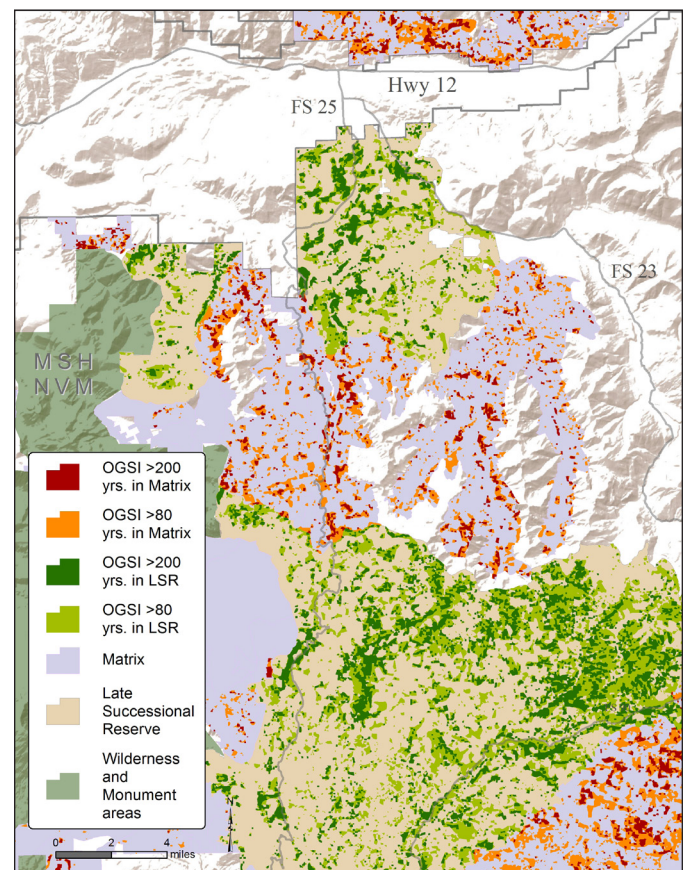 Hwy 12
FS 25
FS 23
MSH
NVM
OGSI >200
yrs. in Matrix
OGSI >80
yrs. in Matrix
OGSI >200
yrs. in LSR
OGSI >80
yrs. in LSR
Matrix
Late
Successional
Reserve
Wilderness
and
Monument
areas
0 2 4
miles